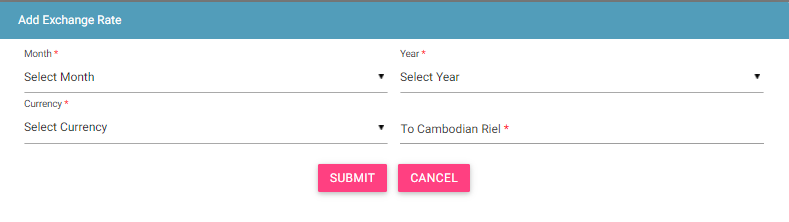 Add Exchange Rate
Month *
Year *
Select Month
Select Year
Currency *
Select Currency
To Cambodian Riel *
SUBMIT
CANCEL